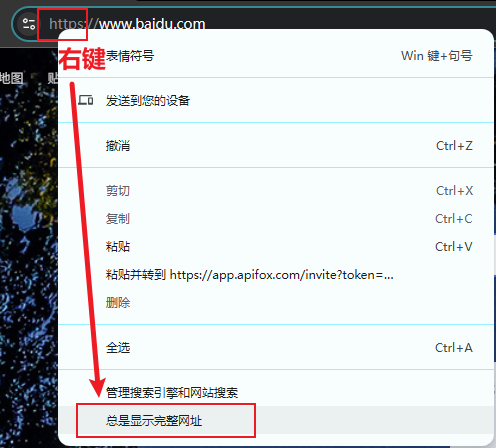 https://www.baidu.com
右键
表情符号 Win 键+句号
地图 贴
发送到您的设备
撤消 Ctrl+Z
剪切 Ctrl+X
复制 Ctrl+C
粘贴 Ctrl+V
粘贴并转到 https://app.apifox.com/invite?token=...
删除
全选 Ctrl+A
管理搜索引擎和网站搜索
总是显示完整网址